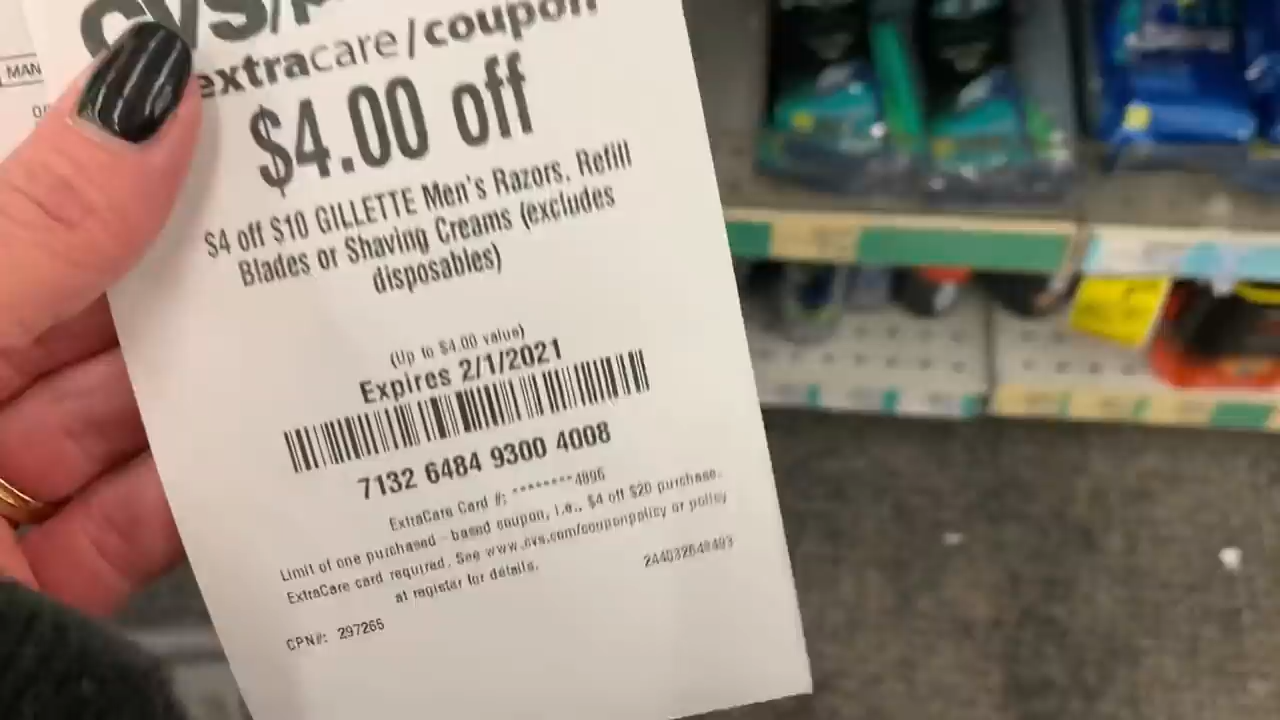 MAN
extracare/coupon
$4.00 off
$4 off $10 GILLETTE Men's Razors, Refill
Blades or Shaving Creams (excludes
disposables)
(Up to $4.00 value)
Expires 2/1/2021
7132 6484 9300 4008
ExtraCare Card #: ********4996
Limit of one purchased - based coupon, i.e., $4 off $20 purchase.
ExtraCare card required. See www.cvs.com/couponpolicy or policy
at register for details.
CPN#: 297265